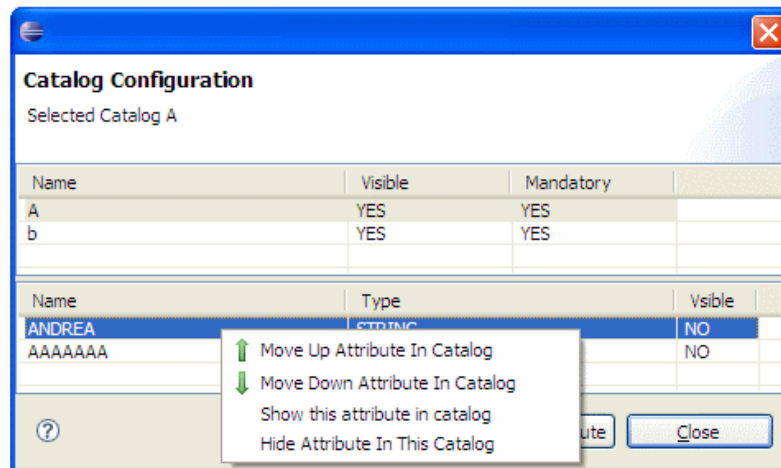 Catalog Configuration
Selected Catalog A
Name Visible Mandatory
A YES YES
b YES YES
Name Type Vsible
ANDREA STRING NO
AAAAAAA NO
Move Up Attribute In Catalog
Move Down Attribute In Catalog
Show this attribute in catalog
Hide Attribute In This Catalog
ute Close